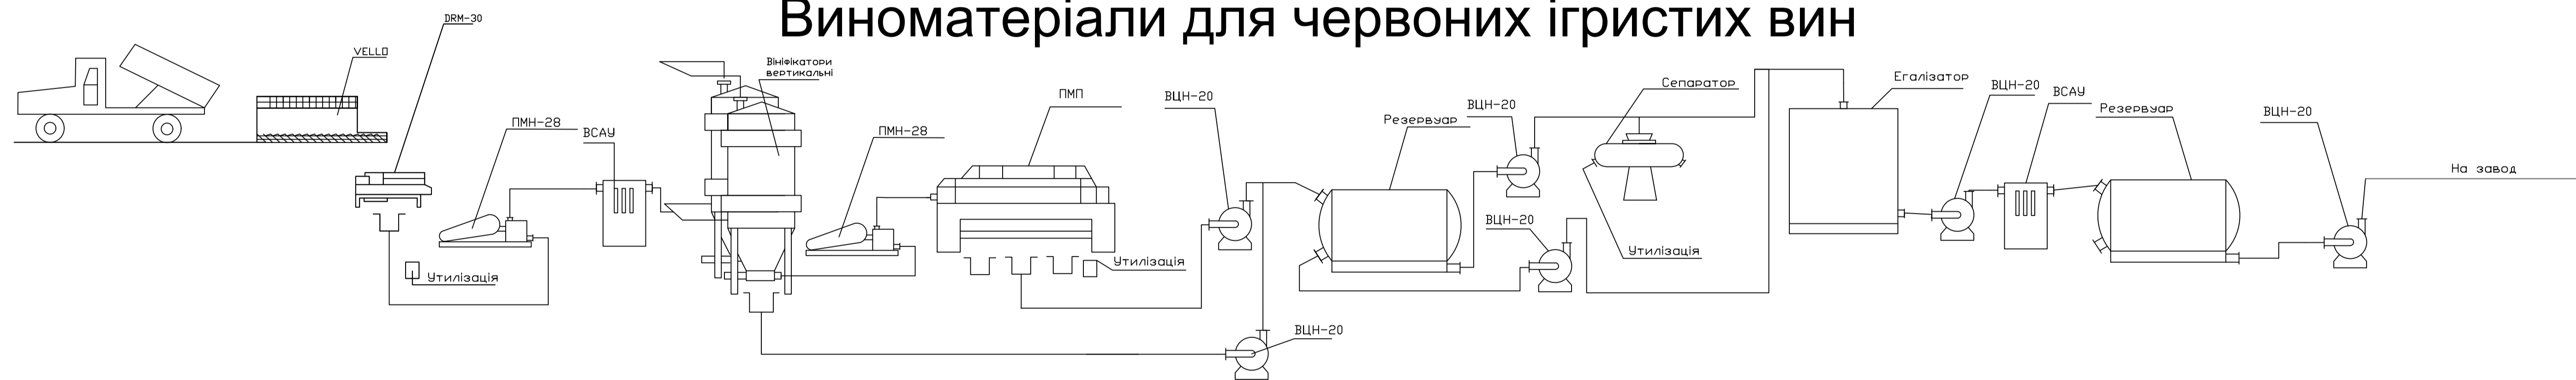 Виноматеріали для червоних ігристих вин
DRM-30
VELLO
ПМН-28
ВСАУ
Утилізація
Вініфікатори
вертикальні
ПМН-28
ПМП
Утилізація
ВЦН-20
ВЦН-20
Резервуар
ВЦН-20
ВЦН-20
Сепаратор
Утилізація
Егалізатор
ВЦН-20
ВСАУ
Резервуар
ВЦН-20
На завод